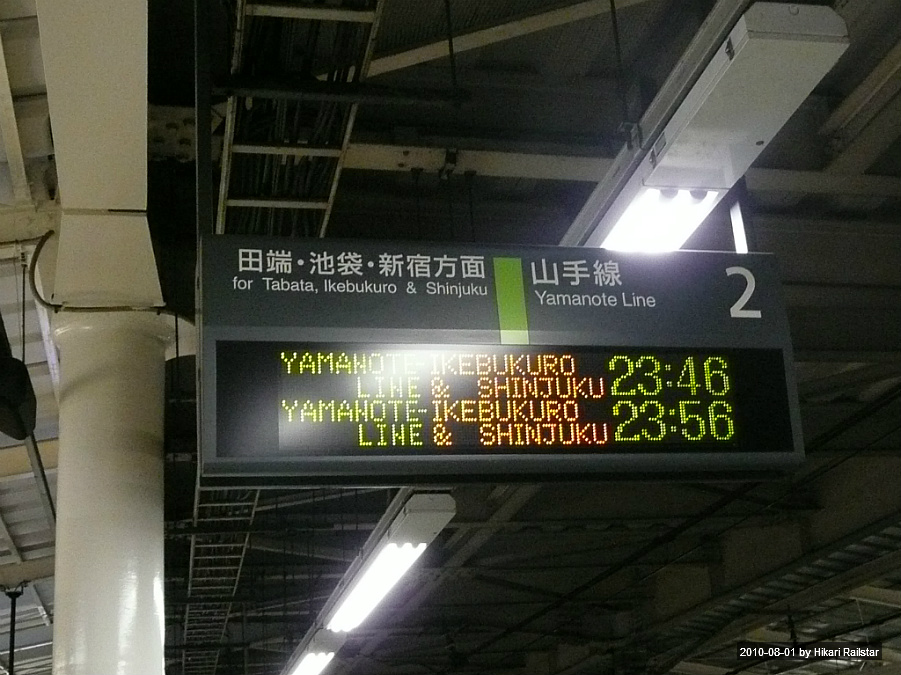 田端・池袋・新宿方面
for Tabata, Ikebukuro & Shinjuku
山手線
Yamanote Line
2
YAMANOTE-IKEBUKURO 23:46
LINE & SHINJUKU
YAMANOTE-IKEBUKURO 23:56
LINE & SHINJUKU
2010-08-01 by Hikari Railstar